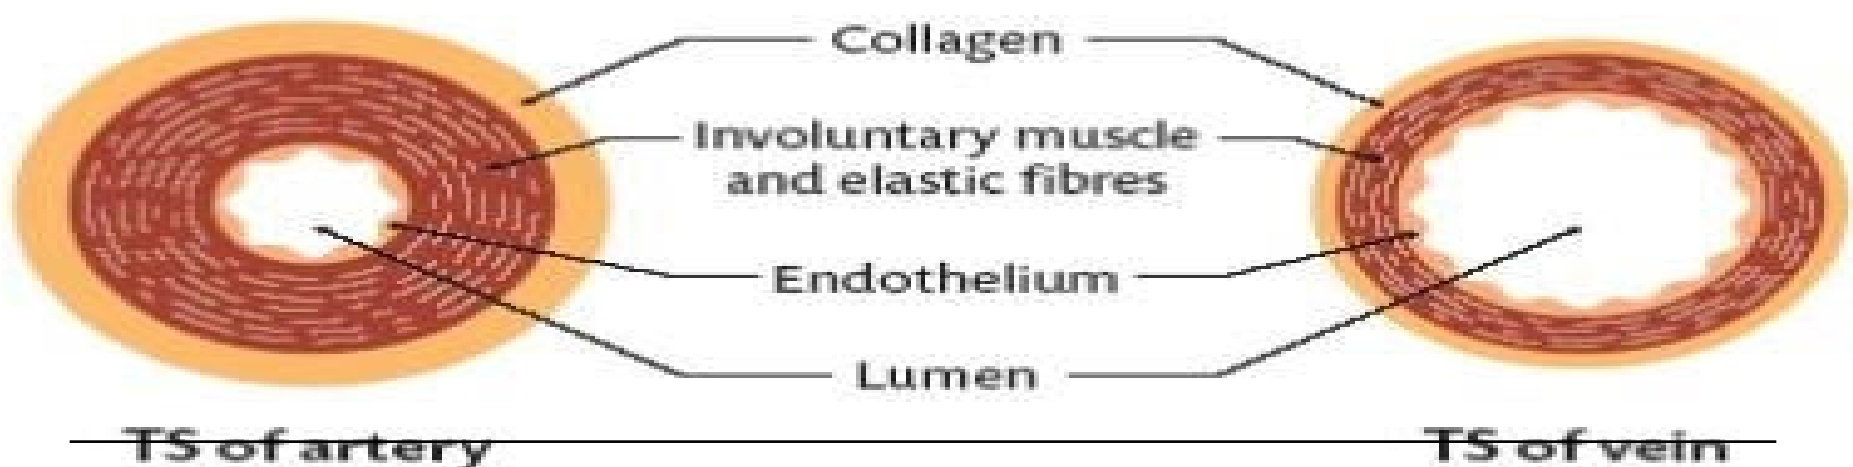 Collagen
Involuntary muscle
and elastic fibres
Endothelium
Lumen
TS of artery
TS of vein